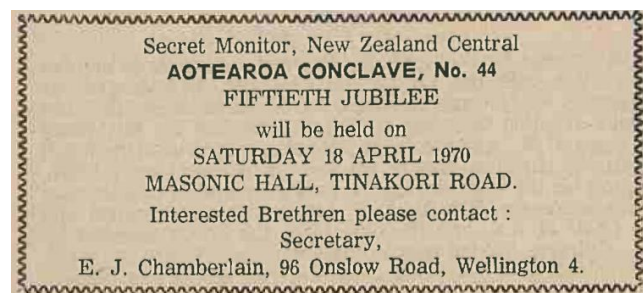 Secret Monitor, New Zealand Central
AOTEAROA CONCLAVE, No. 44
FIFTIETH JUBILEE
will be held on
SATURDAY 18 APRIL 1970
MASONIC HALL, TINAKORI ROAD.
Interested Brethren please contact :
Secretary,
E. J. Chamberlain, 96 Onslow Road, Wellington 4.